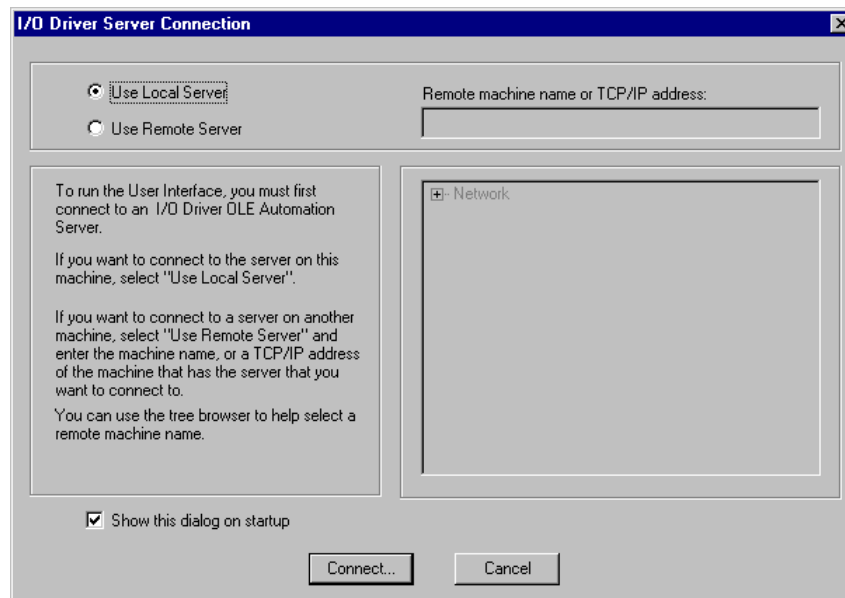 I/O Driver Server Connection
Use Local Server
Use Remote Server
Remote machine name or TCP/IP address:
To run the User Interface, you must first
connect to an I/O Driver OLE Automation
Server.
If you want to connect to the server on this
machine, select "Use Local Server".
If you want to connect to a server on another
machine, select "Use Remote Server" and
enter the machine name, or a TCP/IP address
of the machine that has the server that you
want to connect to.
You can use the tree browser to help select a
remote machine name.
Network
Show this dialog on startup
Connect...
Cancel